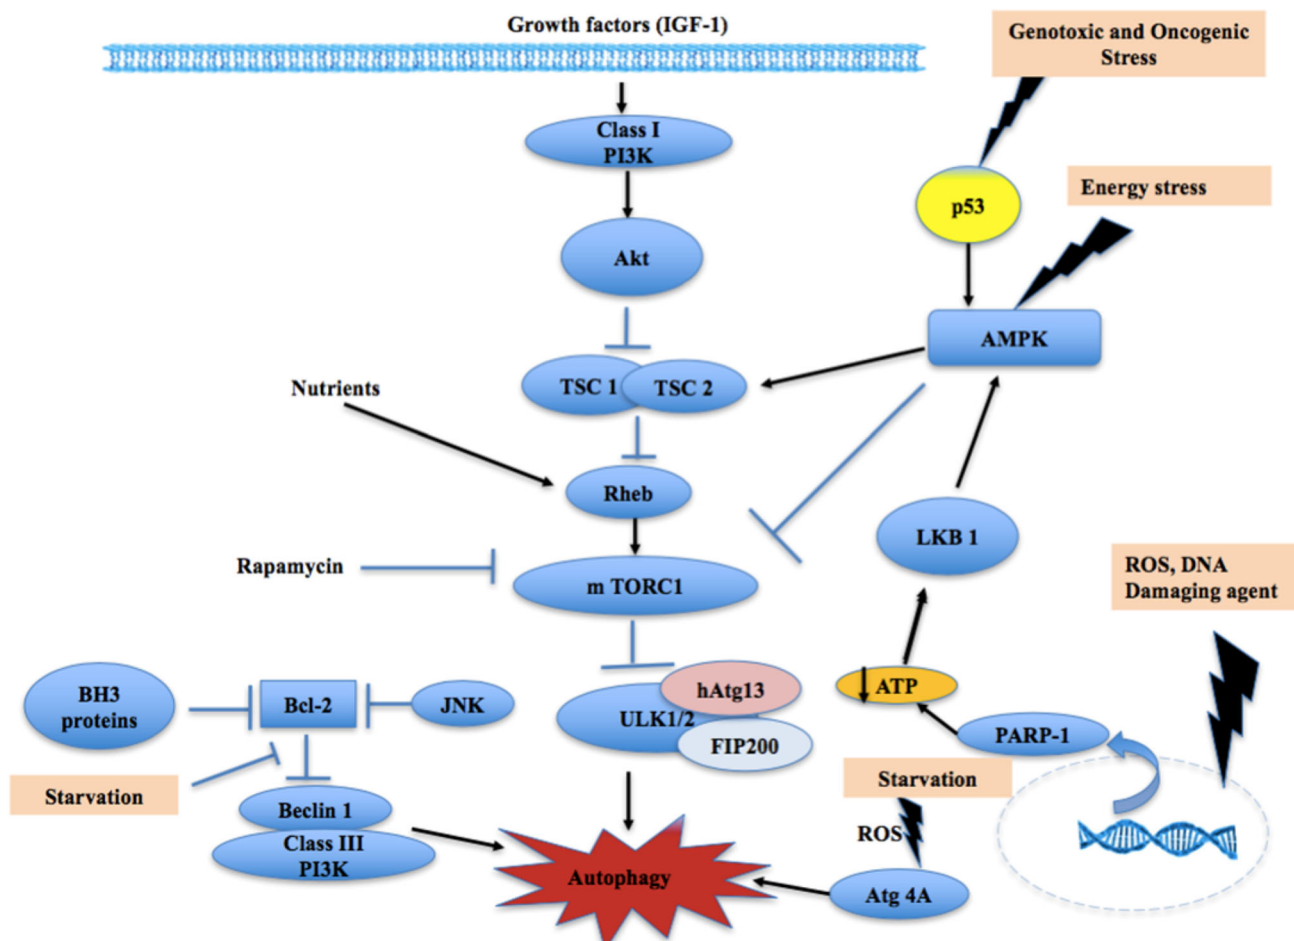 Growth factors (IGF-1)
Genotoxic and Oncogenic
Stress
Class I
PI3K
p53
Energy stress
Akt
AMPK
TSC 1
TSC 2
Nutrients
Rheb
LKB 1
Rapamycin
m TORC1
ROS, DNA
Damaging agent
BH3
proteins
Bcl-2
JNK
hAtg13
ULK1/2
FIP200
ATP
PARP-1
Starvation
Starvation
Beclin 1
Class III
PI3K
ROS
Autophagy
Atg 4A